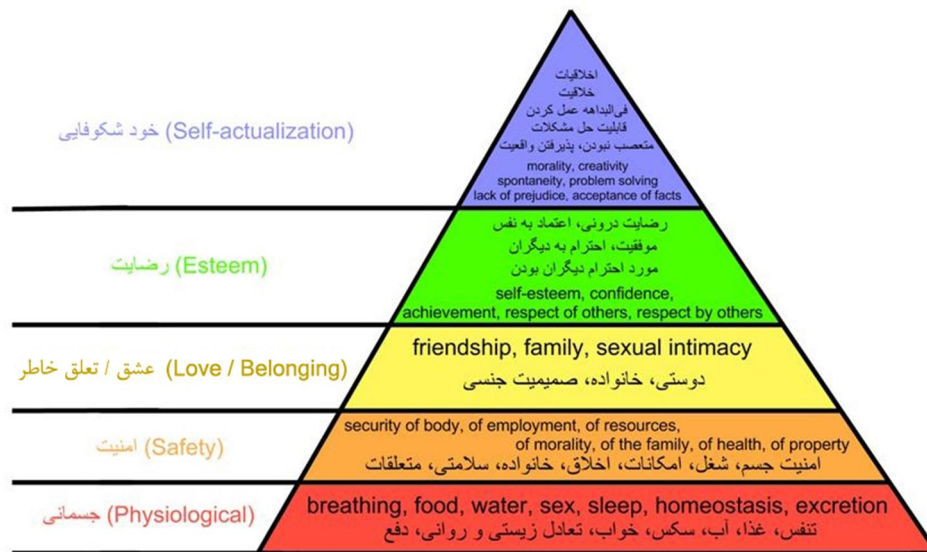 اخلاقیات
خلاقیت
فی‌البداهه عمل کردن
قابلیت حل مشکلات
متعصب نبودن، پذیرفتن واقعیت
morality, creativity
spontaneity, problem solving
lack of prejudice, acceptance of facts
خود شکوفایی (Self-actualization)
رضایت درونی، اعتماد به نفس
موفقیت، احترام به دیگران
مورد احترام دیگران بودن
self-esteem, confidence,
achievement, respect of others, respect by others
رضایت (Esteem)
friendship, family, sexual intimacy
دوستی، خانواده، صمیمیت جنسی
عشق / تعلق خاطر (Love / Belonging)
security of body, of employment, of resources,
of morality, of the family, of health, of property
امنیت جسم، شغل، امکانات، اخلاق، خانواده، سلامتی، متعلقات
امنیت (Safety)
breathing, food, water, sex, sleep, homeostasis, excretion
تنفس، غذا، آب، سکس، خواب، تعادل زیستی و روانی، دفع
جسمانی (Physiological)